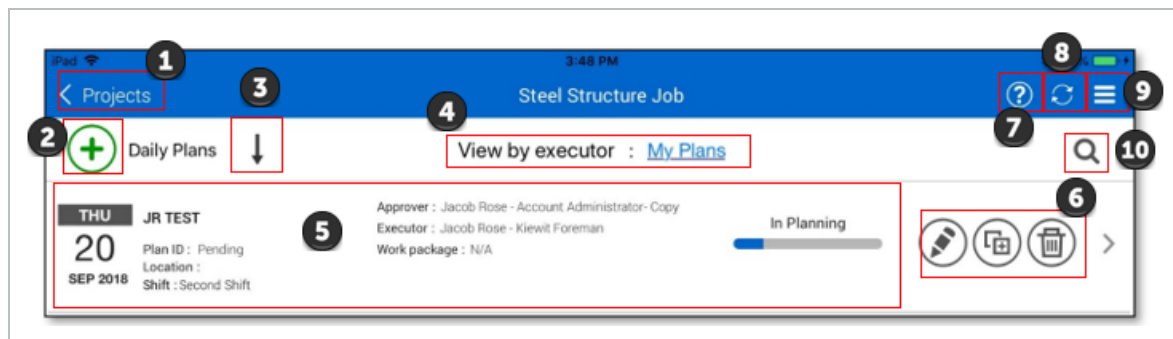 iPad 3:48 PM %
1
8
< Projects
3
Steel Structure Job
?
9
4
7
2
+ Daily Plans ↓
View by executor : My Plans
10
THU
20
SEP 2018
JR TEST
Plan ID : Pending
Location :
Shift : Second Shift
5
Approver : Jacob Rose - Account Administrator- Copy
Executor : Jacob Rose - Kiewit Foreman
Work package : N/A
In Planning
6
>